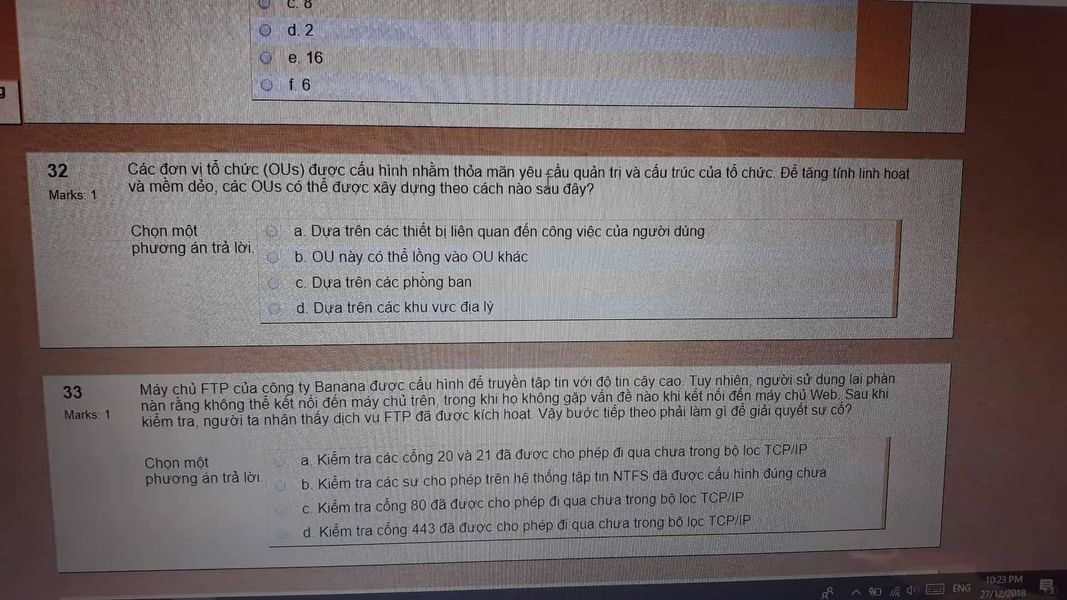 c. 8
d. 2
e. 16
f. 6
32
Marks: 1
Các đơn vị tổ chức (OUs) được cấu hình nhằm thỏa mãn yêu cầu quản trị và cấu trúc của tổ chức. Để tăng tính linh hoạt
và mềm dẻo, các OUs có thể được xây dựng theo cách nào sau đây?
Chọn một
phương án trả lời.
a. Dựa trên các thiết bị liên quan đến công việc của người dùng
b. OU này có thể lồng vào OU khác
c. Dựa trên các phòng ban
d. Dựa trên các khu vực địa lý
33
Marks: 1
Máy chủ FTP của công ty Banana được cấu hình để truyền tập tin với độ tin cậy cao. Tuy nhiên, người sử dụng lại phàn
nàn rằng không thể kết nối đến máy chủ trên, trong khi họ không gặp vấn đề nào khi kết nối đến máy chủ Web. Sau khi
kiểm tra, người ta nhận thấy dịch vụ FTP đã được kích hoạt. Vậy bước tiếp theo phải làm gì để giải quyết sự cố?
Chọn một
phương án trả lời.
a. Kiểm tra các cổng 20 và 21 đã được cho phép đi qua chưa trong bộ lọc TCP/IP
b. Kiểm tra các sự cho phép trên hệ thống tập tin NTFS đã được cấu hình đúng chưa
c. Kiểm tra cổng 80 đã được cho phép đi qua chưa trong bộ lọc TCP/IP
d. Kiểm tra cổng 443 đã được cho phép đi qua chưa trong bộ lọc TCP/IP
ENG
10:23 PM
27/12/2018